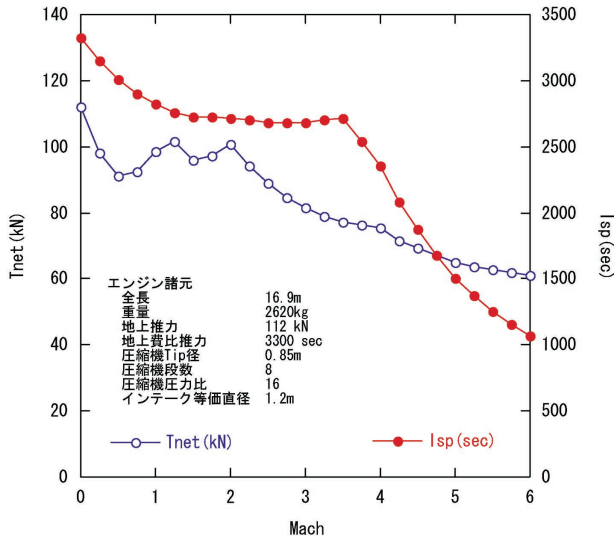 140
120
100
80
60
40
20
0
Tnet(kN)
3500
3000
2500
2000
1500
1000
500
0
Isp(sec)
エンジン諸元
全長 16.9m
重量 2620kg
地上推力 112 kN
地上費比推力 3300 sec
圧縮機Tip径 0.85m
圧縮機段数 8
圧縮機圧力比 16
インテーク等価直径 1.2m
Tnet(kN) Isp(sec)
0 1 2 3 4 5 6
Mach